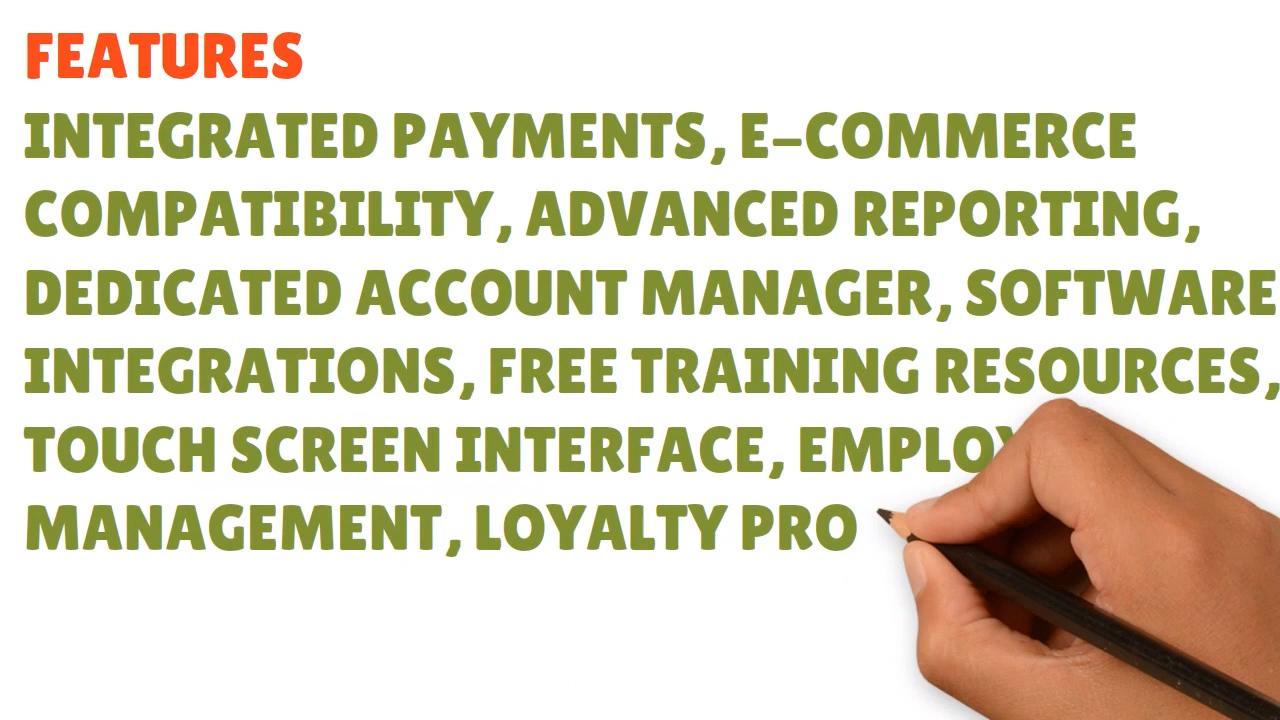 FEATURES
INTEGRATED PAYMENTS, E-COMMERCE
COMPATIBILITY, ADVANCED REPORTING,
DEDICATED ACCOUNT MANAGER, SOFTWARE
INTEGRATIONS, FREE TRAINING RESOURCES,
TOUCH SCREEN INTERFACE,
MANAGEMENT, LOYALTY PRO